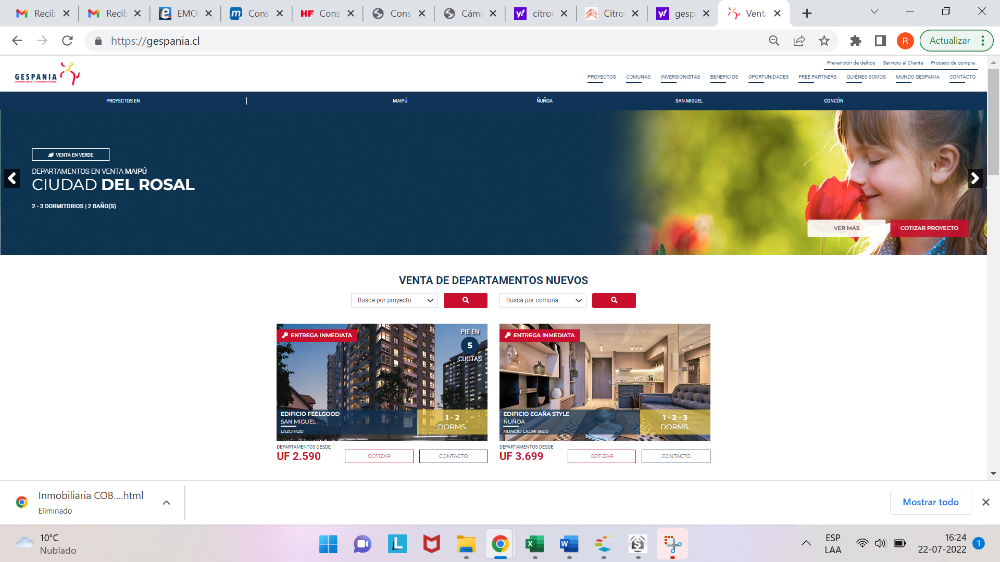 Recib
Recib
EMO
Cons
HF Cons
Cons
Cáma
citroe
Citro
gespa
Venta
https://gespania.cl
R
Actualizar
GESPANIA
INMOBILIARIA Y CONSTRUCTORA
Prevención de delitos Servicio al Cliente Proceso de compra
PROYECTOS COMUNAS INVERSIONISTAS BENEFICIOS OPORTUNIDADES FREE PARTNERS QUIÉNES SOMOS MUNDO GESPANIA CONTACTO
PROYECTOS EN MAIPÚ ÑUÑOA SAN MIGUEL CONCÓN
VENTA EN VERDE
DEPARTAMENTOS EN VENTA MAIPÚ
CIUDAD DEL ROSAL
2 - 3 DORMITORIOS | 2 BAÑO(S)
VER MÁS COTIZAR PROYECTO
VENTA DE DEPARTAMENTOS NUEVOS
Busca por proyecto Busca por comuna
ENTREGA INMEDIATA
PIE EN
5
CUOTAS
EDIFICIO FEELGOOD
SAN MIGUEL
LAZO 1420
1 - 2
DORMS.
DEPARTAMENTOS DESDE
UF 2.590
COTIZAR CONTACTO
ENTREGA INMEDIATA
EDIFICIO EGAÑA STYLE
ÑUÑOA
NUNCIO LAGHI 5600
1 - 2 - 3
DORMS.
DEPARTAMENTOS DESDE
UF 3.699
COTIZAR CONTACTO
Inmobiliaria COB....html
Eliminado
Mostrar todo
10°C
Nublado
ESP
LAA
16:24
22-07-2022
1